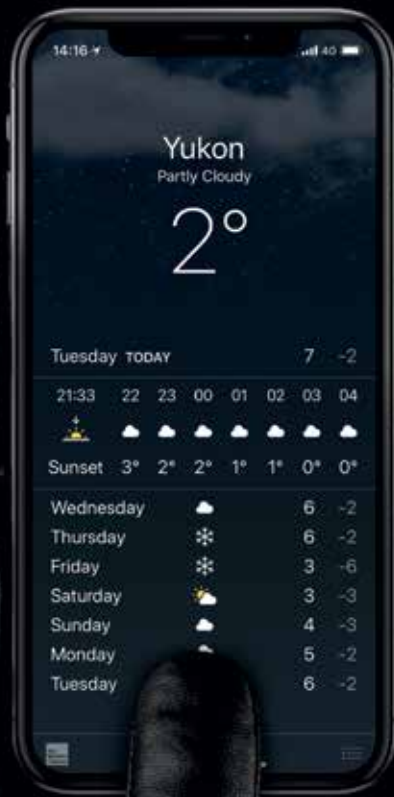 14:16 4G
Yukon
Partly Cloudy
2°
Tuesday TODAY 7 -2
21:33 22 23 00 01 02 03 04
Sunset 3° 2° 2° 1° 1° 0° 0°
Wednesday 6 -2
Thursday 6 -2
Friday 3 -6
Saturday 3 -3
Sunday 4 -3
Monday 5 -2
Tuesday 6 -2